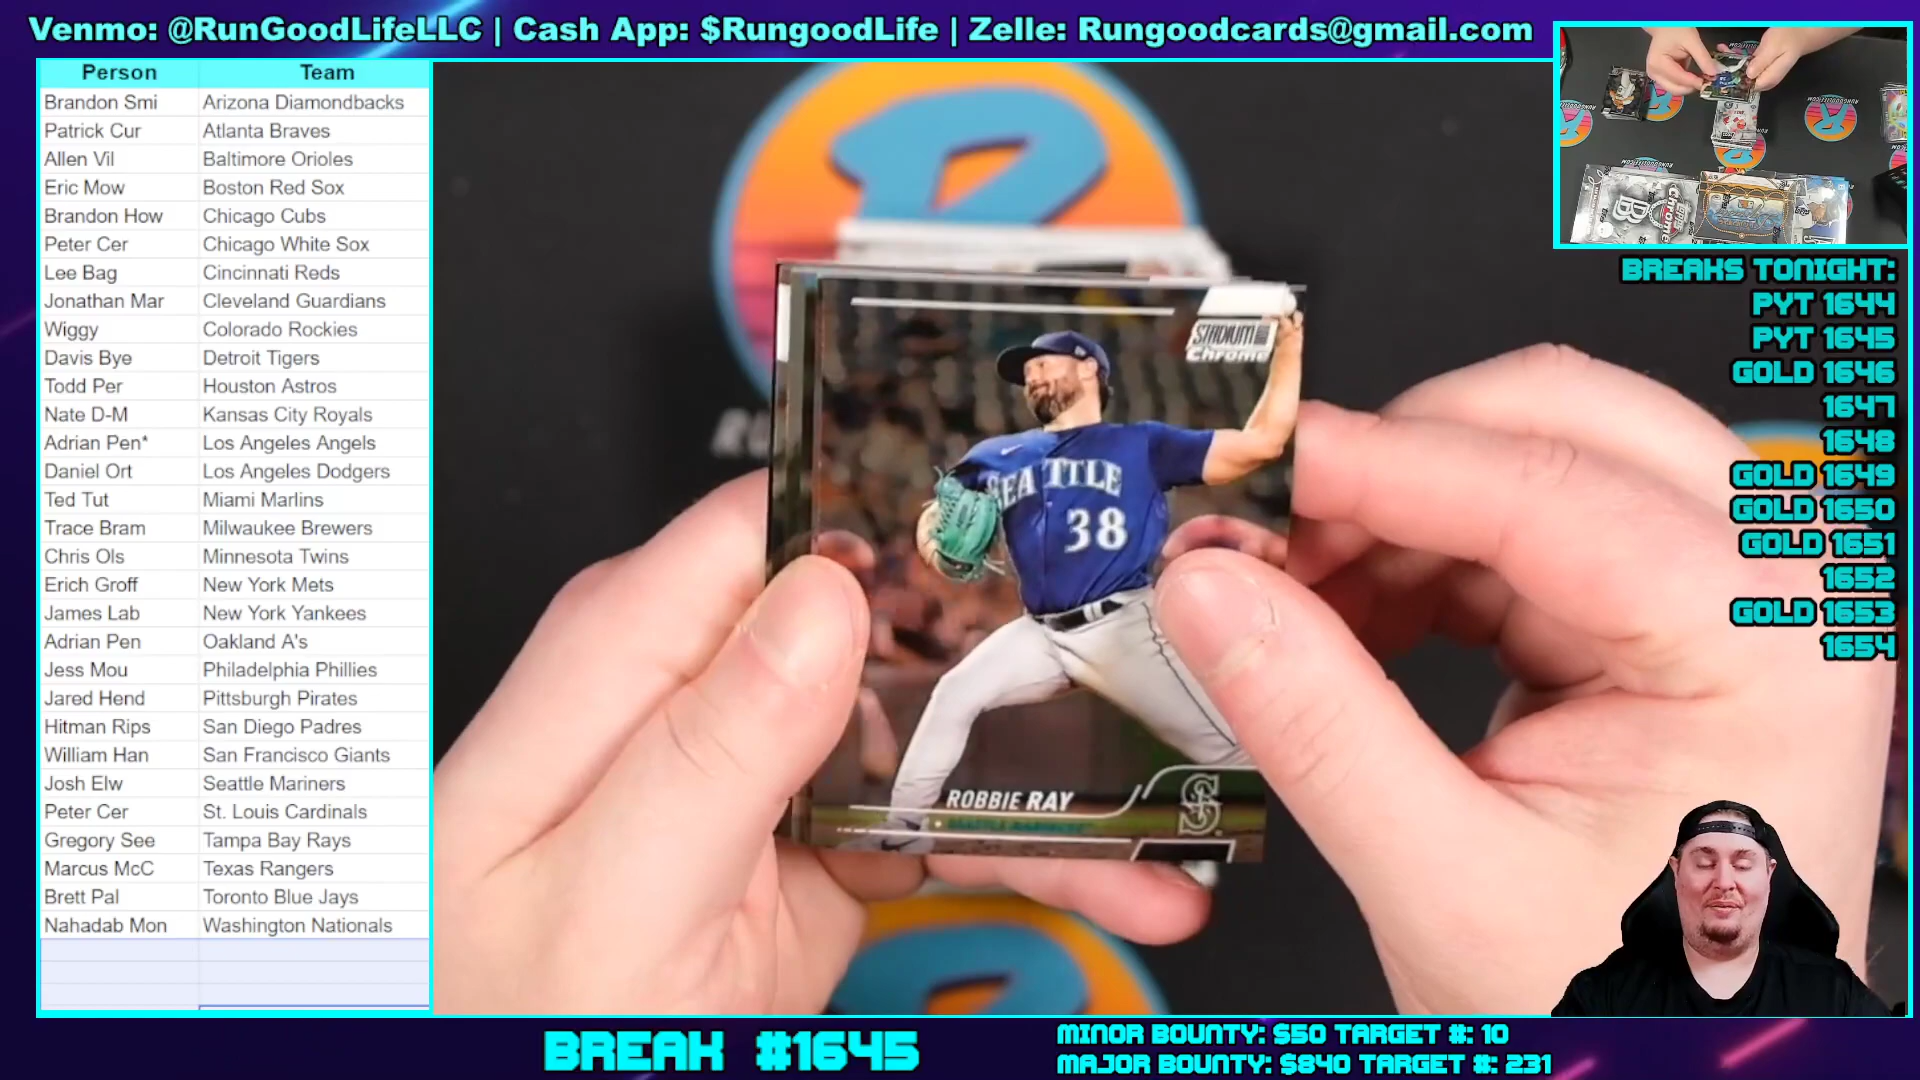 Venmo: @RunGoodLifeLLC | Cash App: $RungoodLife | Zelle: Rungoodcards@gmail.com
Person Team
Brandon Smi Arizona Diamondbacks
Patrick Cur Atlanta Braves
Allen Vil Baltimore Orioles
Eric Mow Boston Red Sox
Brandon How Chicago Cubs
Peter Cer Chicago White Sox
Lee Bag Cincinnati Reds
Jonathan Mar Cleveland Guardians
Wiggy Colorado Rockies
Davis Bye Detroit Tigers
Todd Per Houston Astros
Nate D-M Kansas City Royals
Adrian Pen* Los Angeles Angels
Daniel Ort Los Angeles Dodgers
Ted Tut Miami Marlins
Trace Bram Milwaukee Brewers
Chris Ols Minnesota Twins
Erich Groff New York Mets
James Lab New York Yankees
Adrian Pen Oakland A's
Jess Mou Philadelphia Phillies
Jared Hend Pittsburgh Pirates
Hitman Rips San Diego Padres
William Han San Francisco Giants
Josh Elw Seattle Mariners
Peter Cer St. Louis Cardinals
Gregory See Tampa Bay Rays
Marcus McC Texas Rangers
Brett Pal Toronto Blue Jays
Nahadab Mon Washington Nationals
STADIUM
Chrome
SEATTLE
38
ROBBIE RAY
BREAKS TONIGHT:
PYT 1644
PYT 1645
GOLD 1646
1647
1648
GOLD 1649
GOLD 1650
GOLD 1651
1652
GOLD 1653
1654
BREAK #1645
MINOR BOUNTY: $50 TARGET #: 10
MAJOR BOUNTY: $840 TARGET #: 231